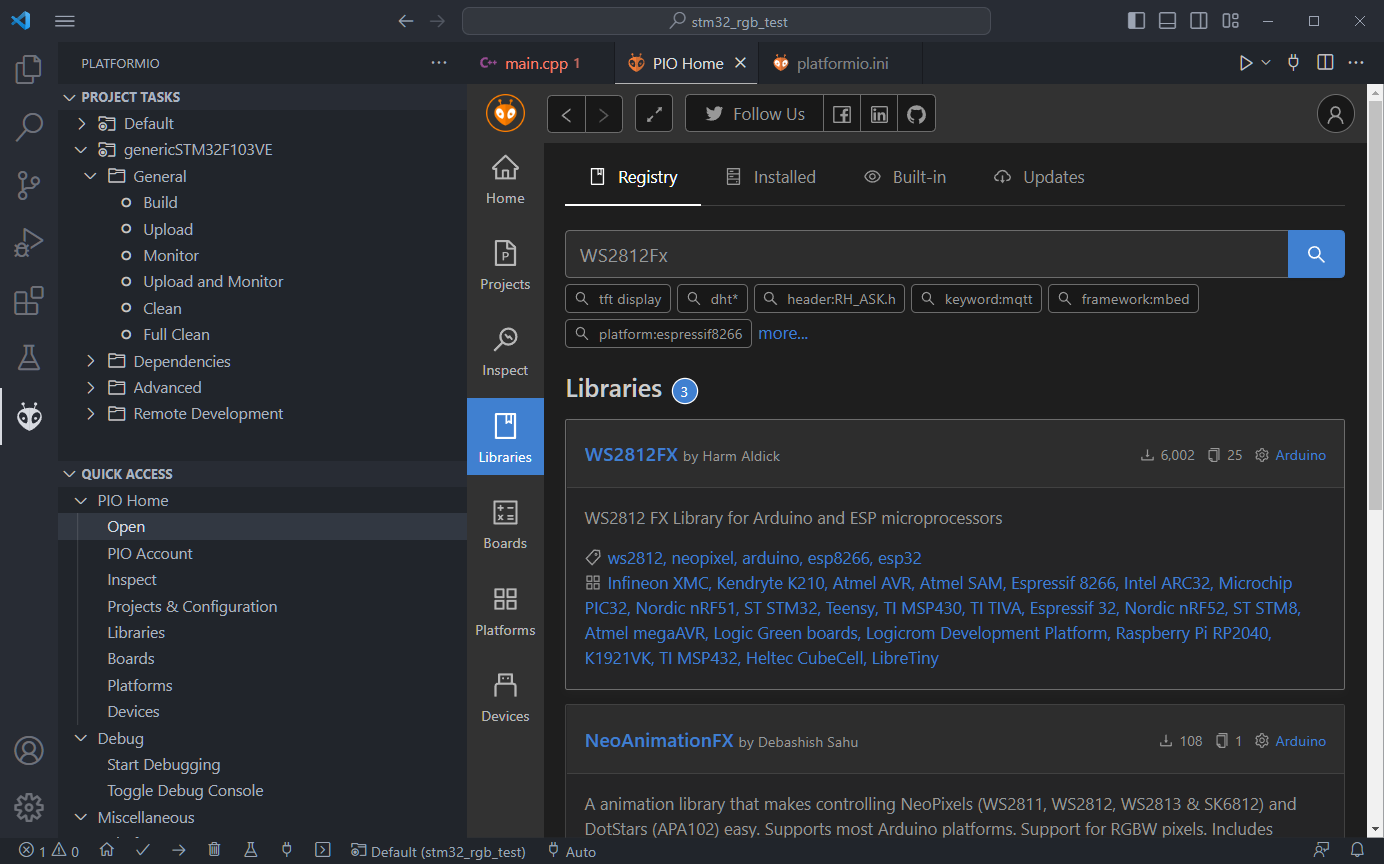 stm32_rgb_test
PLATFORMIO
PROJECT TASKS
Default
genericSTM32F103VE
General
Build
Upload
Monitor
Upload and Monitor
Clean
Full Clean
Dependencies
Advanced
Remote Development
QUICK ACCESS
PIO Home
Open
PIO Account
Inspect
Projects & Configuration
Libraries
Boards
Platforms
Devices
Debug
Start Debugging
Toggle Debug Console
Miscellaneous
C++ main.cpp 1
PIO Home
platformio.ini
Follow Us
Home
Projects
Inspect
Libraries
Boards
Platforms
Devices
Registry
Installed
Built-in
Updates
WS2812Fx
tft display
dht*
header:RH_ASK.h
keyword:mqtt
framework:mbed
platform:espressif8266
more...
Libraries 3
WS2812FX by Harm Aldick
6,002 25 Arduino
WS2812 FX Library for Arduino and ESP microprocessors
ws2812, neopixel, arduino, esp8266, esp32
Infineon XMC, Kendryte K210, Atmel AVR, Atmel SAM, Espressif 8266, Intel ARC32, Microchip
PIC32, Nordic nRF51, ST STM32, Teensy, TI MSP430, TI TIVA, Espressif 32, Nordic nRF52, ST STM8,
Atmel megaAVR, Logic Green boards, Logicrom Development Platform, Raspberry Pi RP2040,
K1921VK, TI MSP432, Heltec CubeCell, LibreTiny
NeoAnimationFX by Debashish Sahu
108 1 Arduino
A animation library that makes controlling NeoPixels (WS2811, WS2812, WS2813 & SK6812) and
DotStars (APA102) easy. Supports most Arduino platforms. Support for RGBW pixels. Includes
1 0
Default (stm32_rgb_test)
Auto